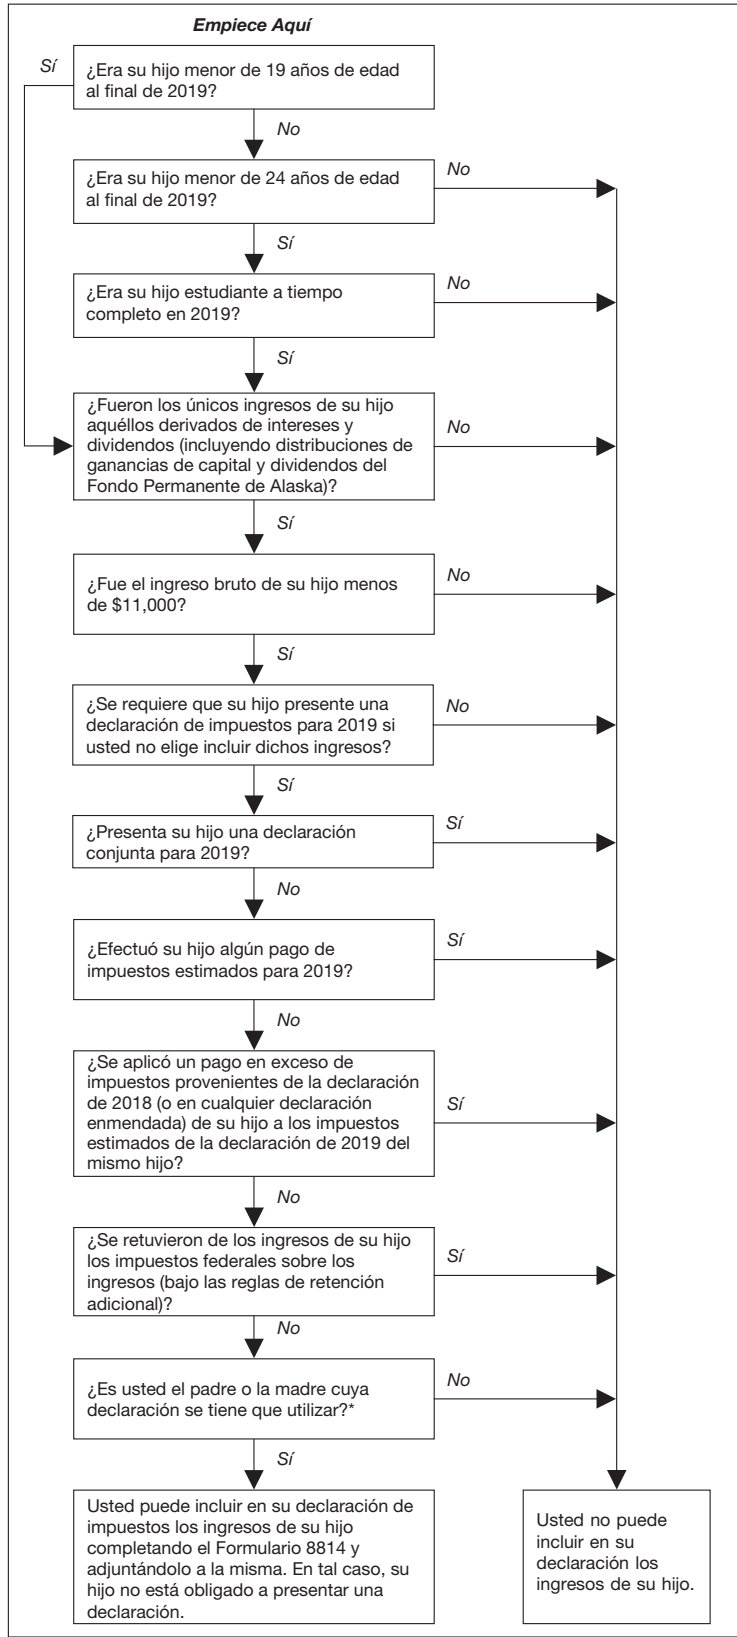 Empiece Aquí
Sí
¿Era su hijo menor de 19 años de edad
al final de 2019?
No
¿Era su hijo menor de 24 años de edad
al final de 2019?
No
Sí
¿Era su hijo estudiante a tiempo
completo en 2019?
No
Sí
¿Fueron los únicos ingresos de su hijo
aquéllos derivados de intereses y
dividendos (incluyendo distribuciones de
ganancias de capital y dividendos del
Fondo Permanente de Alaska)?
No
Sí
¿Fue el ingreso bruto de su hijo menos
de $11,000?
No
Sí
¿Se requiere que su hijo presente una
declaración de impuestos para 2019 si
usted no elige incluir dichos ingresos?
No
Sí
¿Presenta su hijo una declaración
conjunta para 2019?
Sí
No
¿Efectuó su hijo algún pago de
impuestos estimados para 2019?
Sí
No
¿Se aplicó un pago en exceso de
impuestos provenientes de la declaración
de 2018 (o en cualquier declaración
enmendada) de su hijo a los impuestos
estimados de la declaración de 2019 del
mismo hijo?
Sí
No
¿Se retuvieron de los ingresos de su hijo
los impuestos federales sobre los
ingresos (bajo las reglas de retención
adicional)?
Sí
No
¿Es usted el padre o la madre cuya
declaración se tiene que utilizar?*
No
Sí
Usted puede incluir en su declaración de
impuestos los ingresos de su hijo
completando el Formulario 8814 y
adjuntándolo a la misma. En tal caso, su
hijo no está obligado a presentar una
declaración.
Usted no puede
incluir en su
declaración los
ingresos de su hijo.